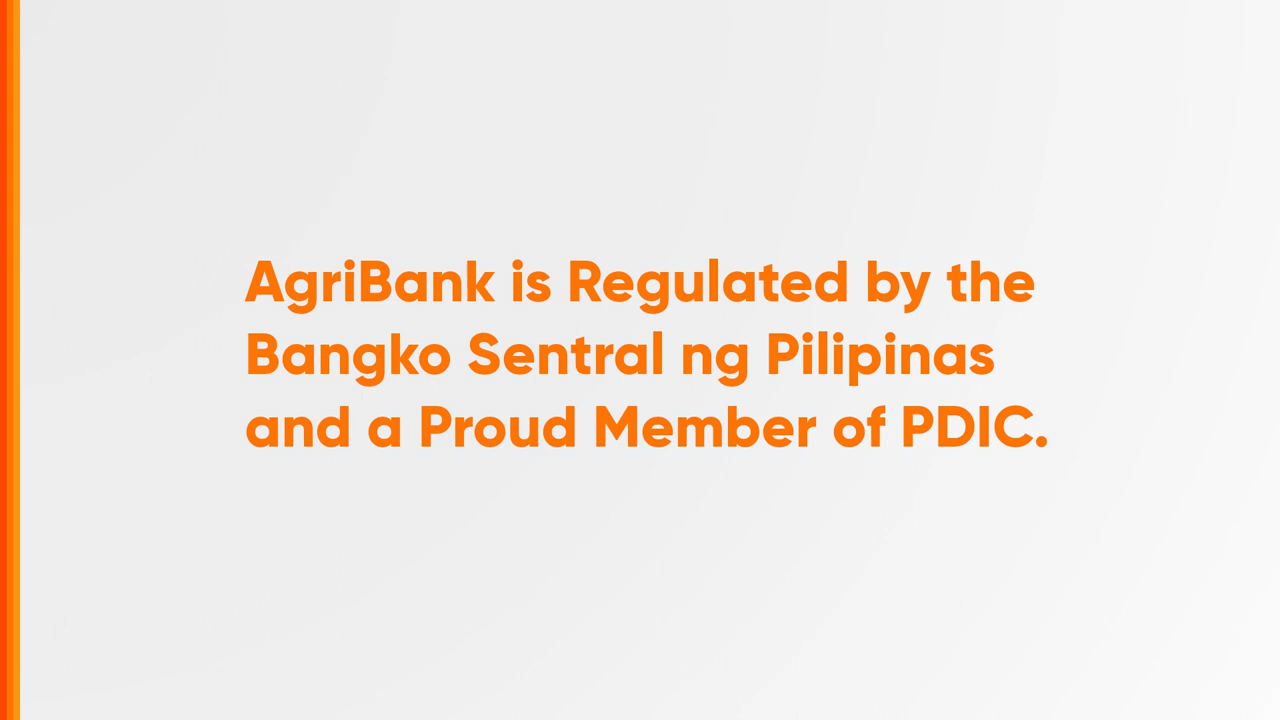 AgriBank is Regulated by the
Bangko Sentral ng Pilipinas
and a Proud Member of PDIC.